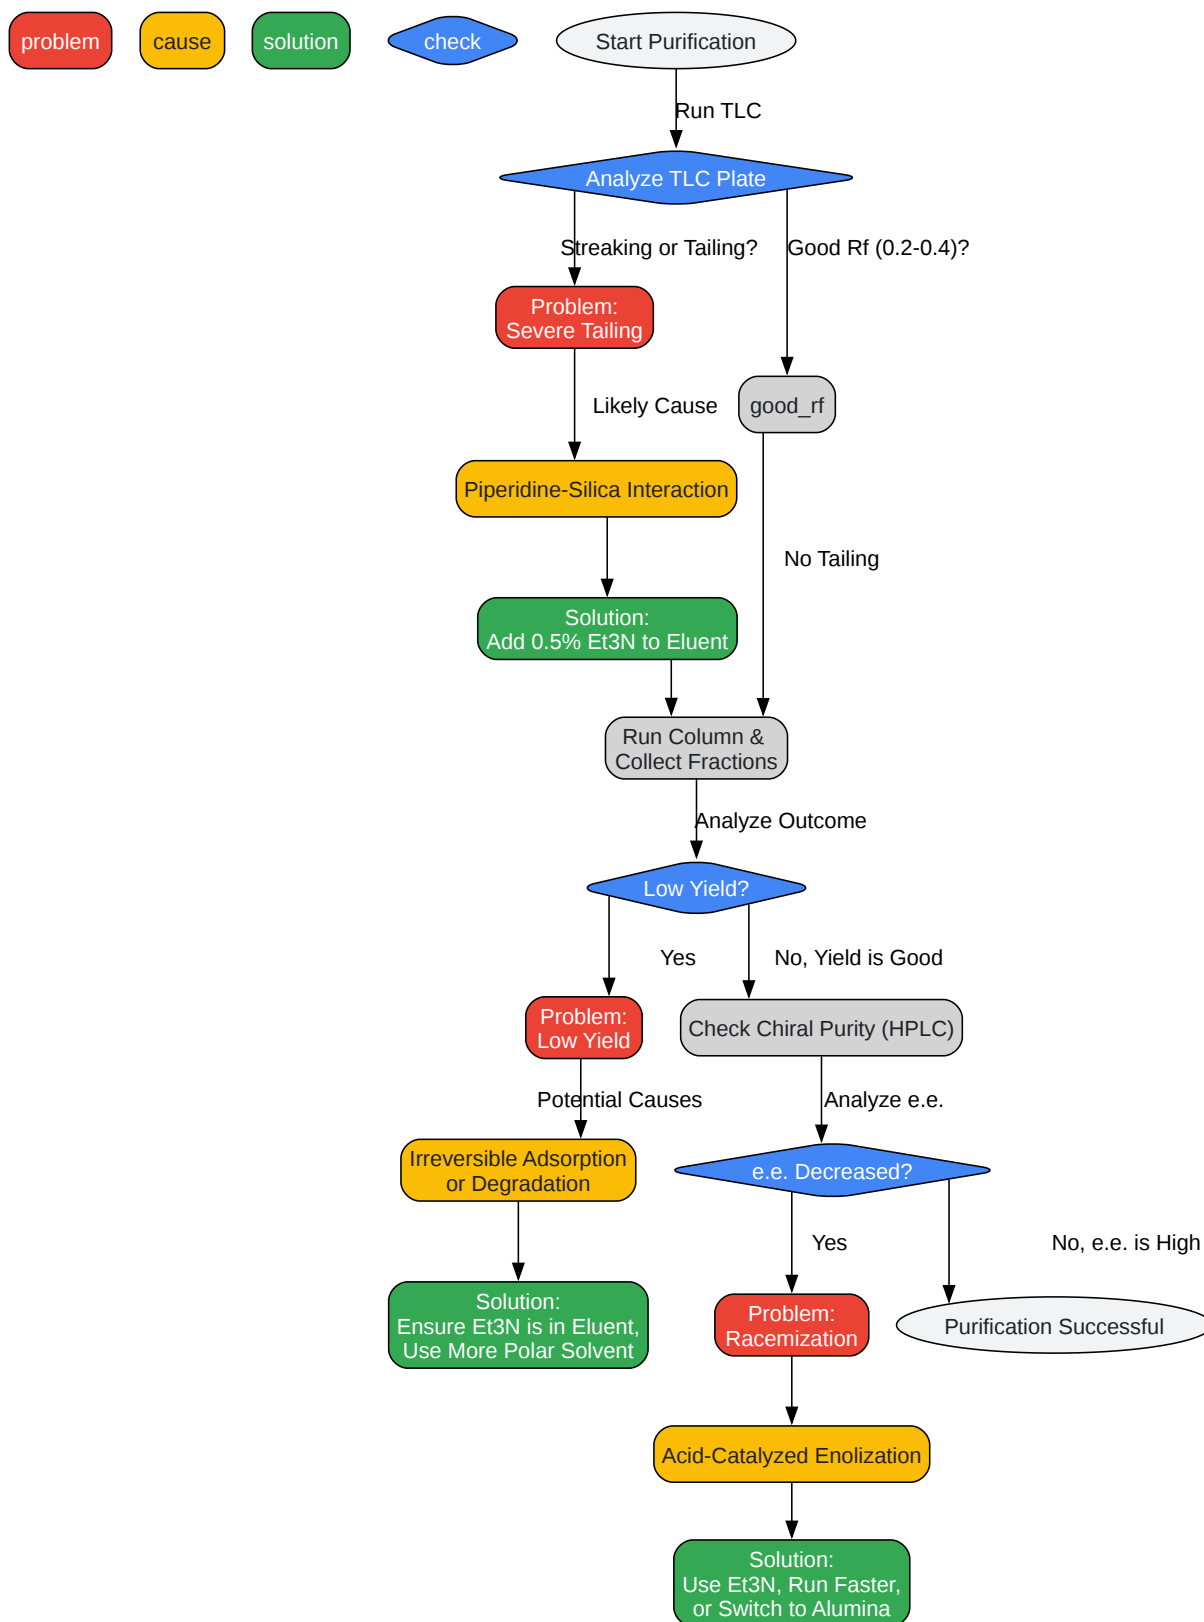 problem
cause
solution
check
Start Purification
Run TLC
Analyze TLC Plate
Streaking or Tailing?
Good Rf (0.2-0.4)?
Problem:
Severe Tailing
Likely Cause
good_rf
Piperidine-Silica Interaction
No Tailing
Solution:
Add 0.5% Et3N to Eluent
Run Column &
Collect Fractions
Analyze Outcome
Low Yield?
Yes
No, Yield is Good
Problem:
Low Yield
Check Chiral Purity (HPLC)
Potential Causes
Analyze e.e.
Irreversible Adsorption
or Degradation
e.e. Decreased?
Yes
No, e.e. is High
Solution:
Ensure Et3N is in Eluent,
Use More Polar Solvent
Problem:
Racemization
Purification Successful
Acid-Catalyzed Enolization
Solution:
Use Et3N, Run Faster,
or Switch to Alumina